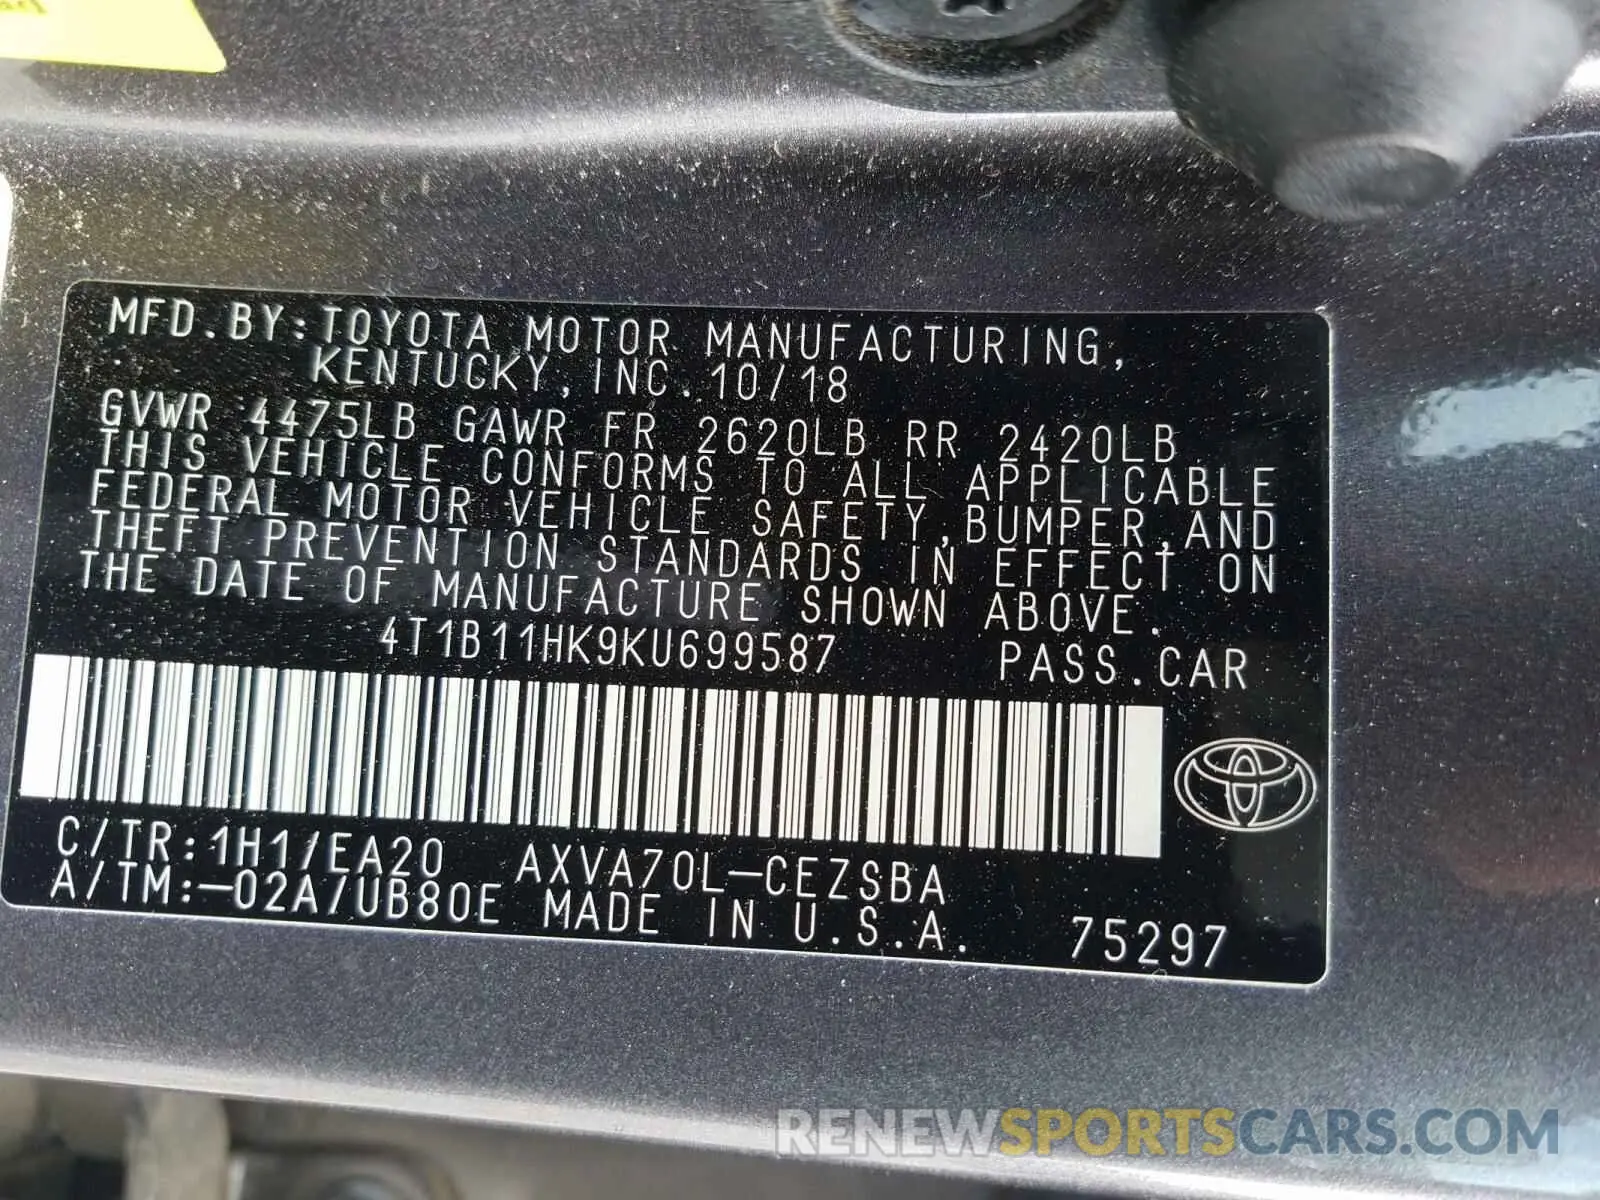 MFD.BY:TOYOTA MOTOR MANUFACTURING,
KENTUCKY,INC.10/18
GVWR 4475LB GAWR FR 2620LB RR 2420LB
THIS VEHICLE CONFORMS TO ALL APPLICABLE
FEDERAL MOTOR VEHICLE SAFETY,BUMPER,AND
THEFT PREVENTION STANDARDS IN EFFECT ON
THE DATE OF MANUFACTURE SHOWN ABOVE.
4T1B11HK9KU699587 PASS.CAR
C/TR:1H1/EA20 AXVA70L-CEZSBA
A/TM:-02A/UB80E MADE IN U.S.A. 75297
RENEWSPORTSCARS.COM